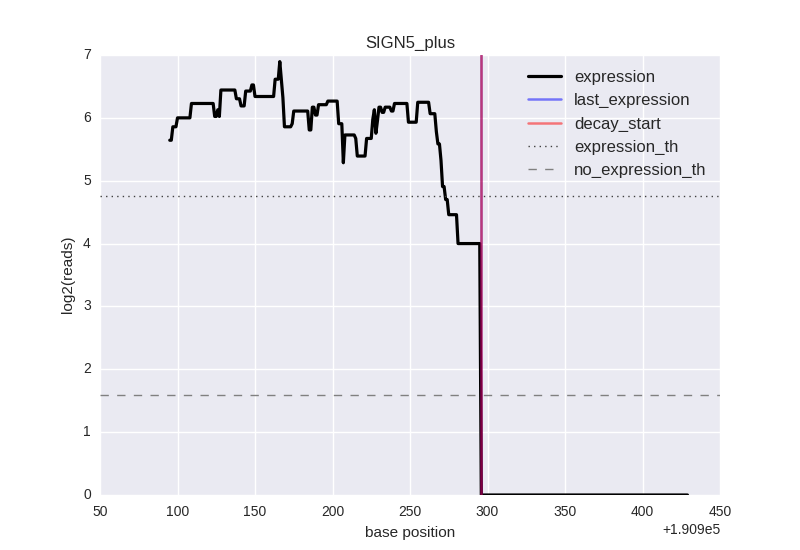 SIGN5_plus
7
6
5
4
3
2
1
0
log2(reads)
expression
last_expression
decay_start
expression_th
no_expression_th
50 100 150 200 250 300 350 400 450
base position
+1.909e5